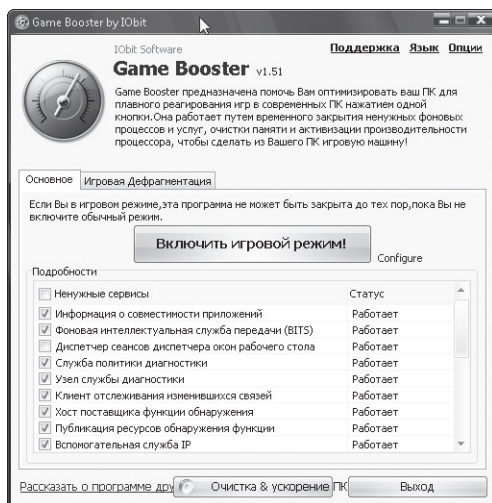 Game Booster by IObit
IObit Software
Поддержка Язык Опции
Game Booster v1.51
Game Booster предназначена помочь Вам оптимизировать ваш ПК для
плавного реагирования игр в современных ПК нажатием одной
кнопки.Она работает путем временного закрытия ненужных фоновых
процессов и услуг, очистки памяти и активизации производительности
процессора, чтобы сделать из Вашего ПК игровую машину!
Основное Игровая Дефрагментация
Если Вы в игровом режиме,эта программа не может быть закрыта до тех пор,пока Вы не
включите обычный режим.
Включить игровой режим!
Configure
Подробности
Ненужные сервисы Статус
Информация о совместимости приложений Работает
Фоновая интеллектуальная служба передачи (BITS) Работает
Диспетчер сеансов диспетчера окон рабочего стола Работает
Служба политики диагностики Работает
Узел службы диагностики Работает
Клиент отслеживания изменившихся связей Работает
Хост поставщика функции обнаружения Работает
Публикация ресурсов обнаружения функции Работает
Вспомогательная служба IP Работает
Рассказать о программе дру Очистка & ускорение ПК Выход